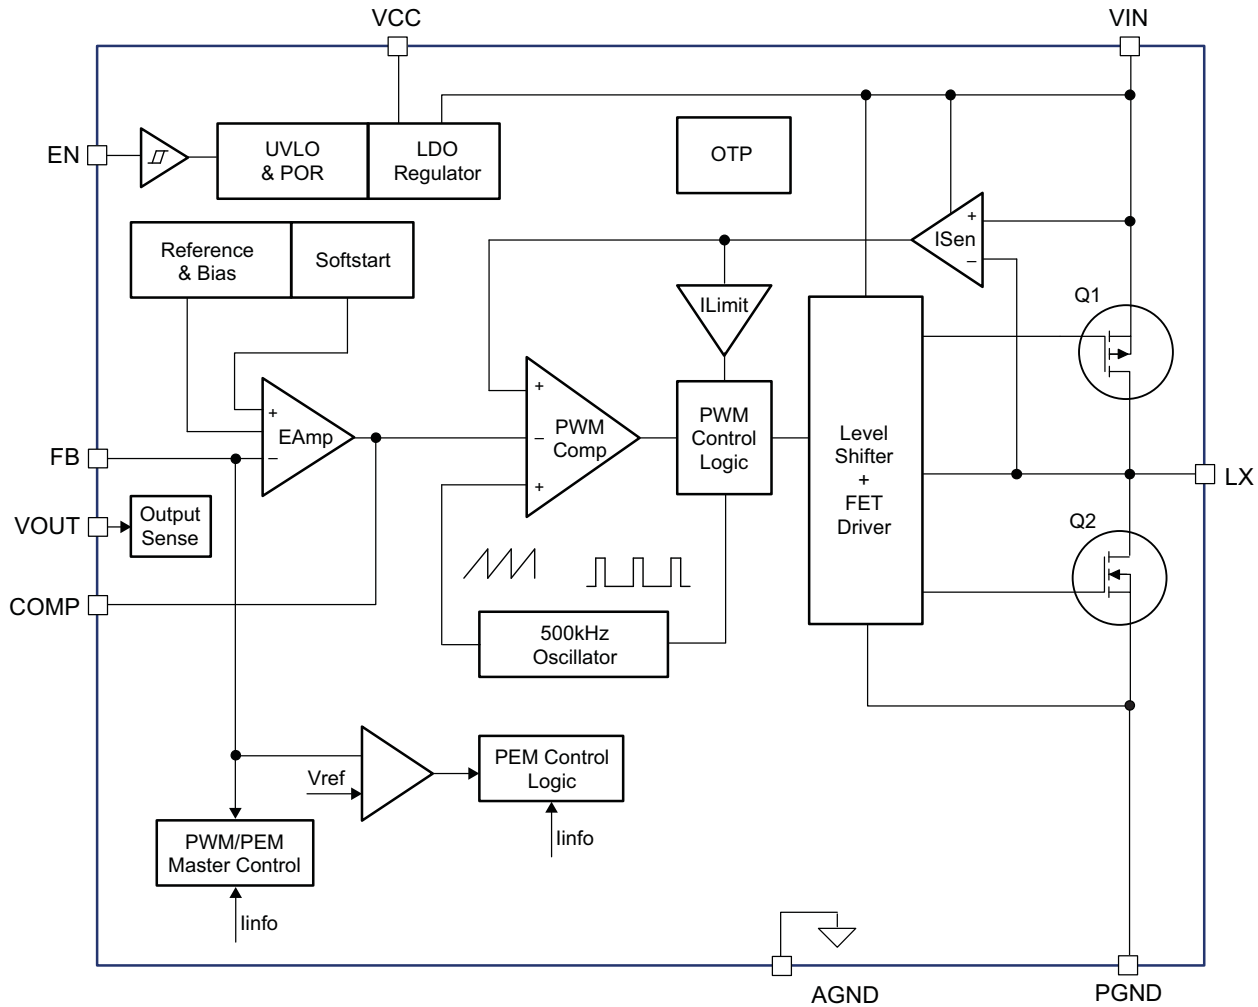 VCC
VIN
EN
UVLO
& POR
LDO
Regulator
OTP
Reference
& Bias
Softstart
+
ISen
−
ILimit
Q1
+
EAmp
−
+
−
+
PWM
Comp
PWM
Control
Logic
Level
Shifter
+
FET
Driver
FB
LX
VOUT
Output
Sense
Q2
COMP
500kHz
Oscillator
Vref
PEM Control
Logic
Iinfo
PWM/PEM
Master Control
Iinfo
AGND
PGND